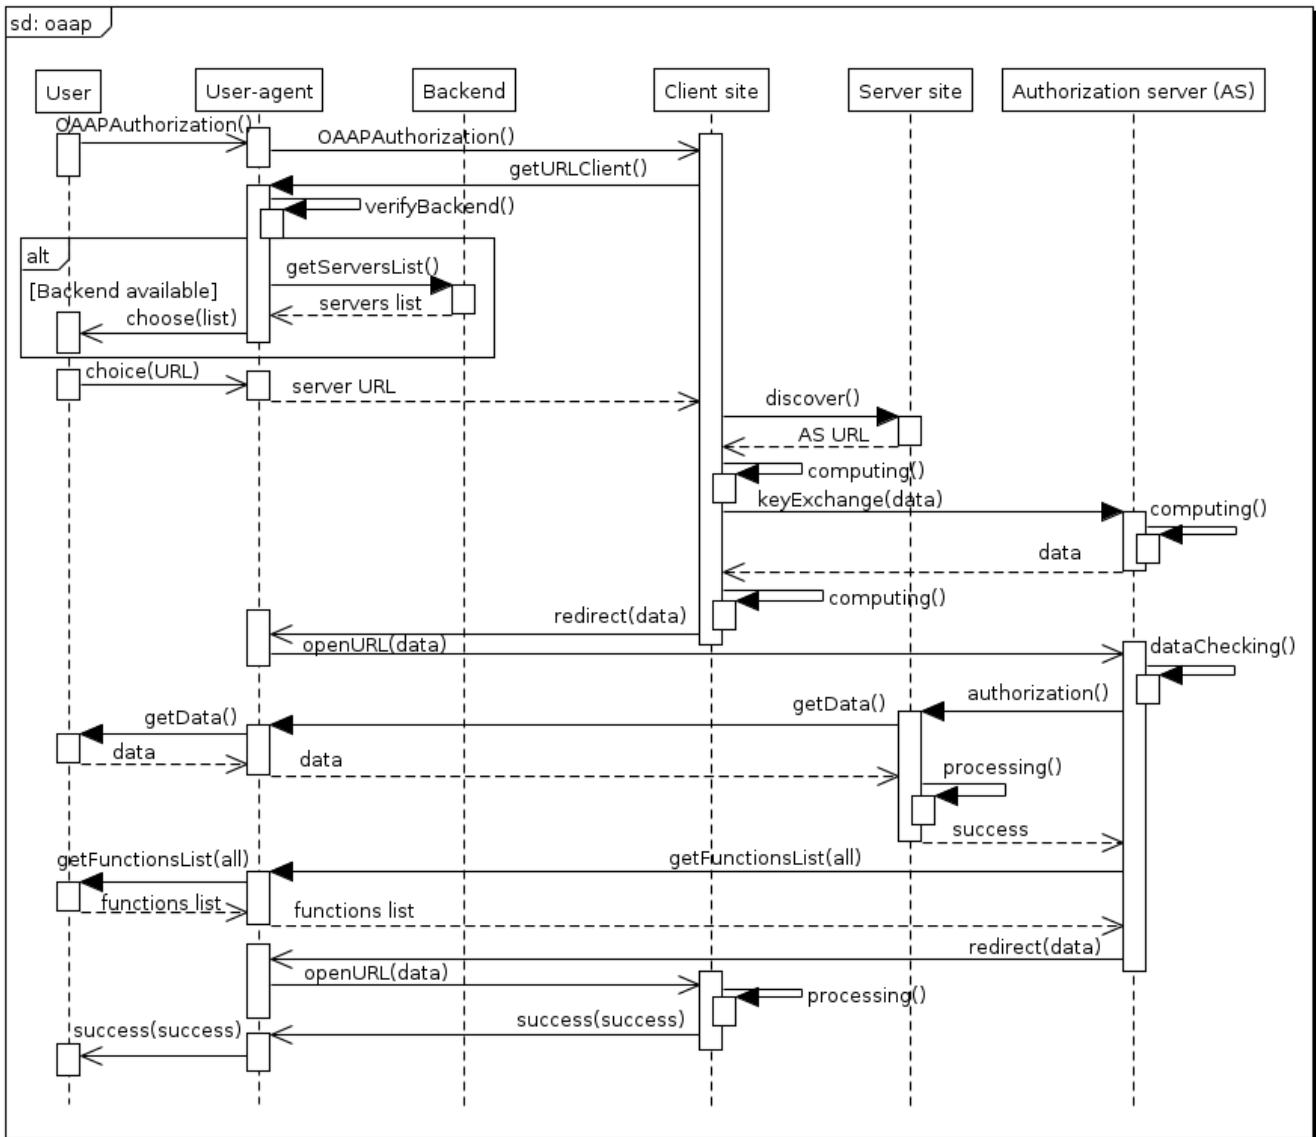 sd: oaap
User
User-agent
Backend
Client site
Server site
Authorization server (AS)
OAAPAuthorization()
OAAPAuthorization()
getURLClient()
verifyBackend()
alt
getServersList()
[Backend available]
servers list
choose(list)
choice(URL)
server URL
discover()
AS URL
computing()
keyExchange(data)
computing()
data
computing()
redirect(data)
openURL(data)
dataChecking()
authorization()
getData()
getData()
data
data
processing()
success
getFunctionsList(all)
getFunctionsList(all)
functions list
functions list
redirect(data)
openURL(data)
processing()
success(success)
success(success)